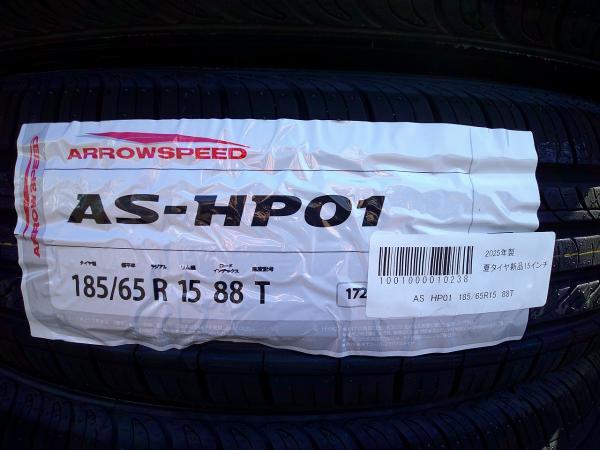 ARROWSPEED
ARROWSPEED
AS-HP01
タイヤ幅 偏平率 ラジアル リム径 ロードインデックス 速度記号
185/65 R 15 88 T
172
2025年製
夏タイヤ新品15インチ
1001000010238
AS HP01 185/65R15 88T